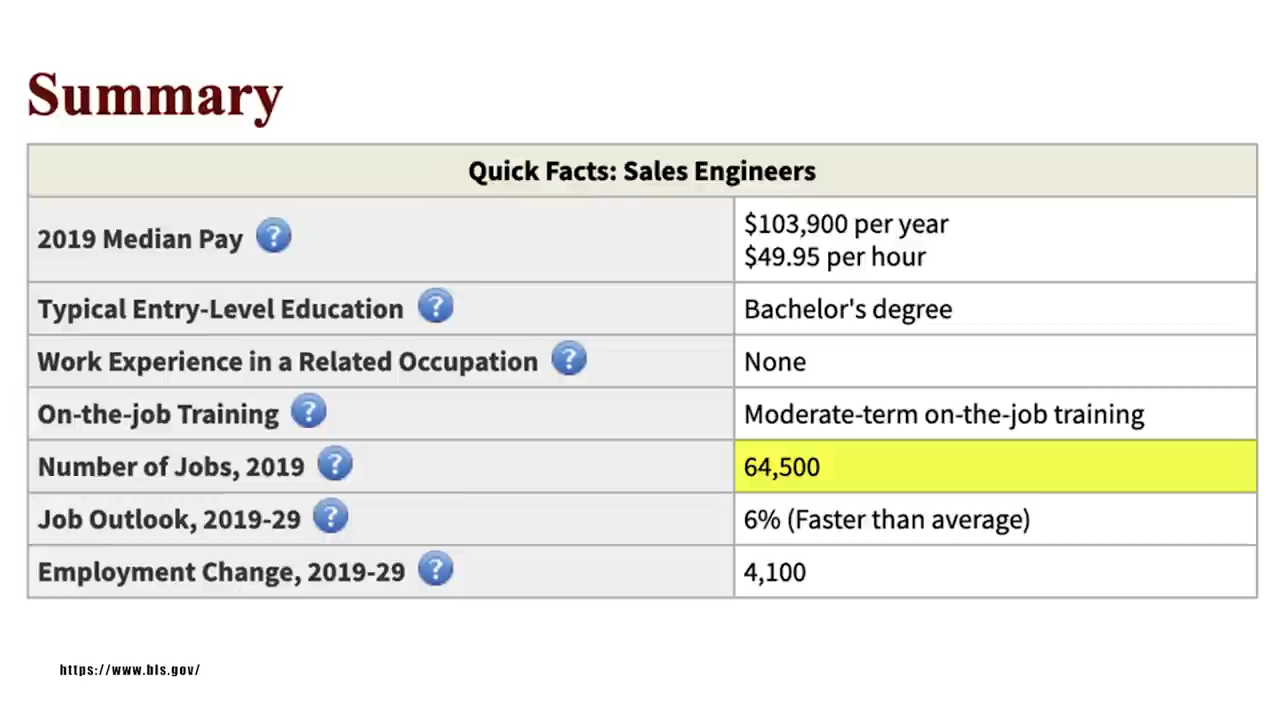 Summary
Quick Facts: Sales Engineers
2019 Median Pay ?
$103,900 per year
$49.95 per hour
Typical Entry-Level Education ?
Bachelor's degree
Work Experience in a Related Occupation ?
None
On-the-job Training ?
Moderate-term on-the-job training
Number of Jobs, 2019 ?
64,500
Job Outlook, 2019-29 ?
6% (Faster than average)
Employment Change, 2019-29 ?
4,100
https://www.bls.gov/